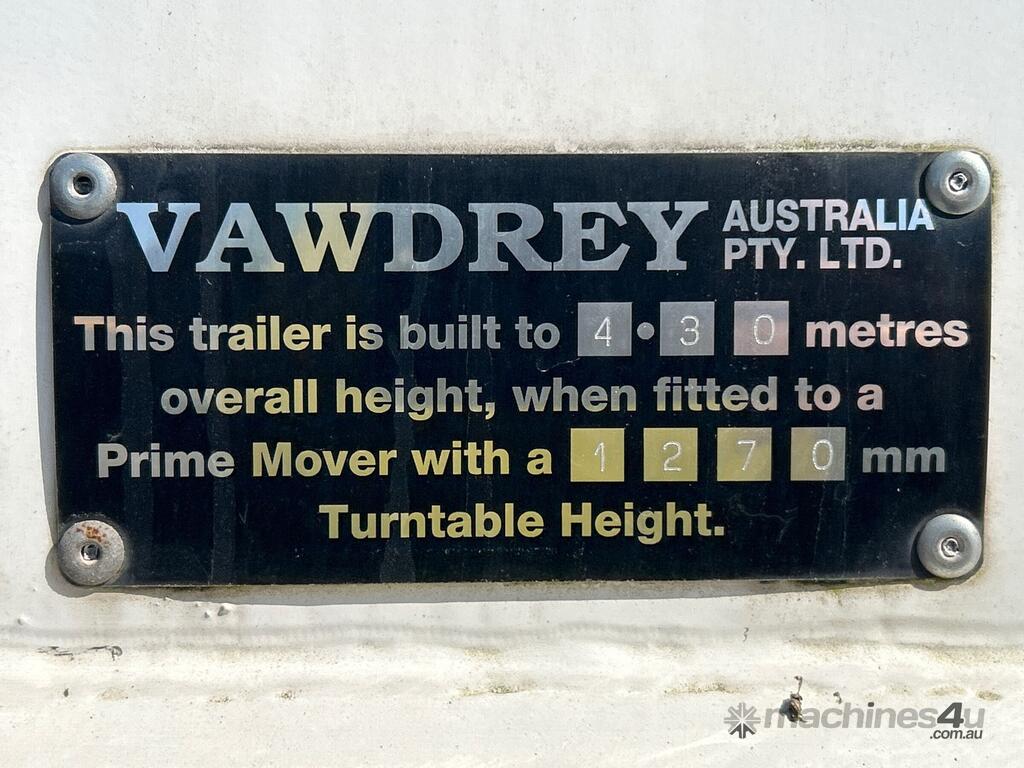 VAWDREY AUSTRALIA PTY. LTD.
This trailer is built to 4•30 metres
overall height, when fitted to a
Prime Mover with a 1270 mm
Turntable Height.
machines4u
.com.au